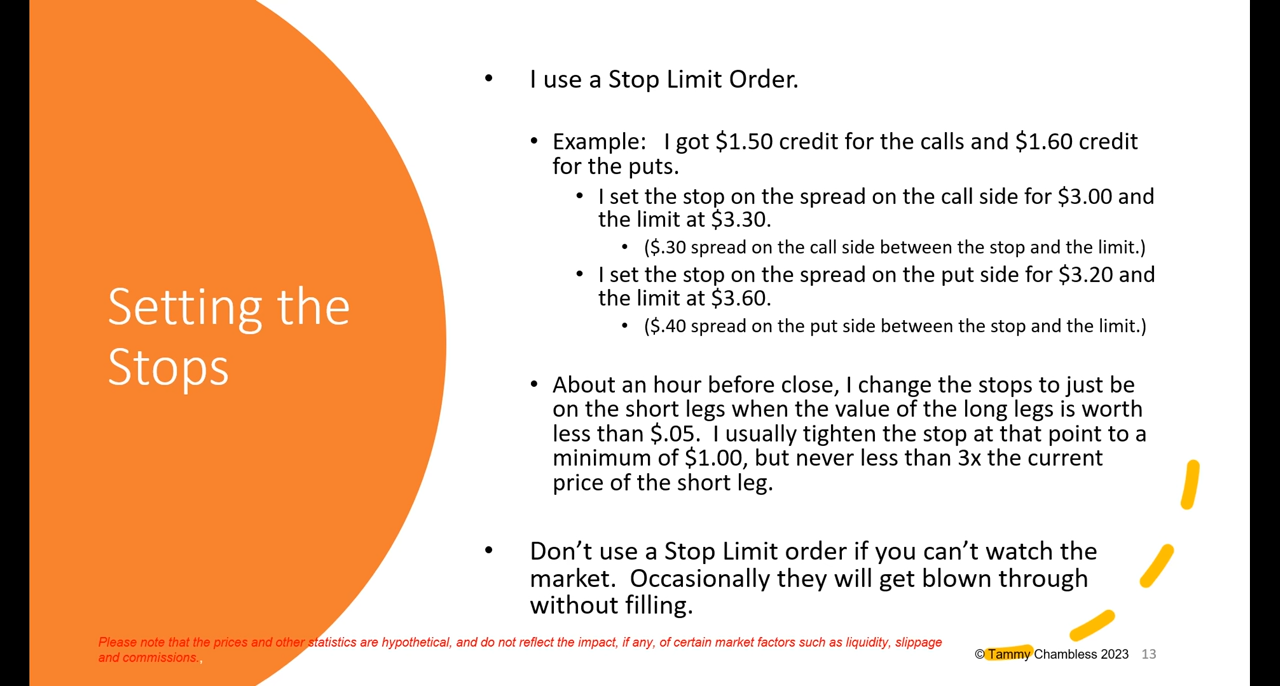 Setting the
Stops
• I use a Stop Limit Order.
• Example: I got $1.50 credit for the calls and $1.60 credit
for the puts.
• I set the stop on the spread on the call side for $3.00 and
the limit at $3.30.
• ($.30 spread on the call side between the stop and the limit.)
• I set the stop on the spread on the put side for $3.20 and
the limit at $3.60.
• ($.40 spread on the put side between the stop and the limit.)
• About an hour before close, I change the stops to just be
on the short legs when the value of the long legs is worth
less than $.05. I usually tighten the stop at that point to a
minimum of $1.00, but never less than 3x the current
price of the short leg.
• Don’t use a Stop Limit order if you can’t watch the
market. Occasionally they will get blown through
without filling.
Please note that the prices and other statistics are hypothetical, and do not reflect the impact, if any, of certain market factors such as liquidity, slippage
and commissions.,
© Tammy Chambless 2023 13